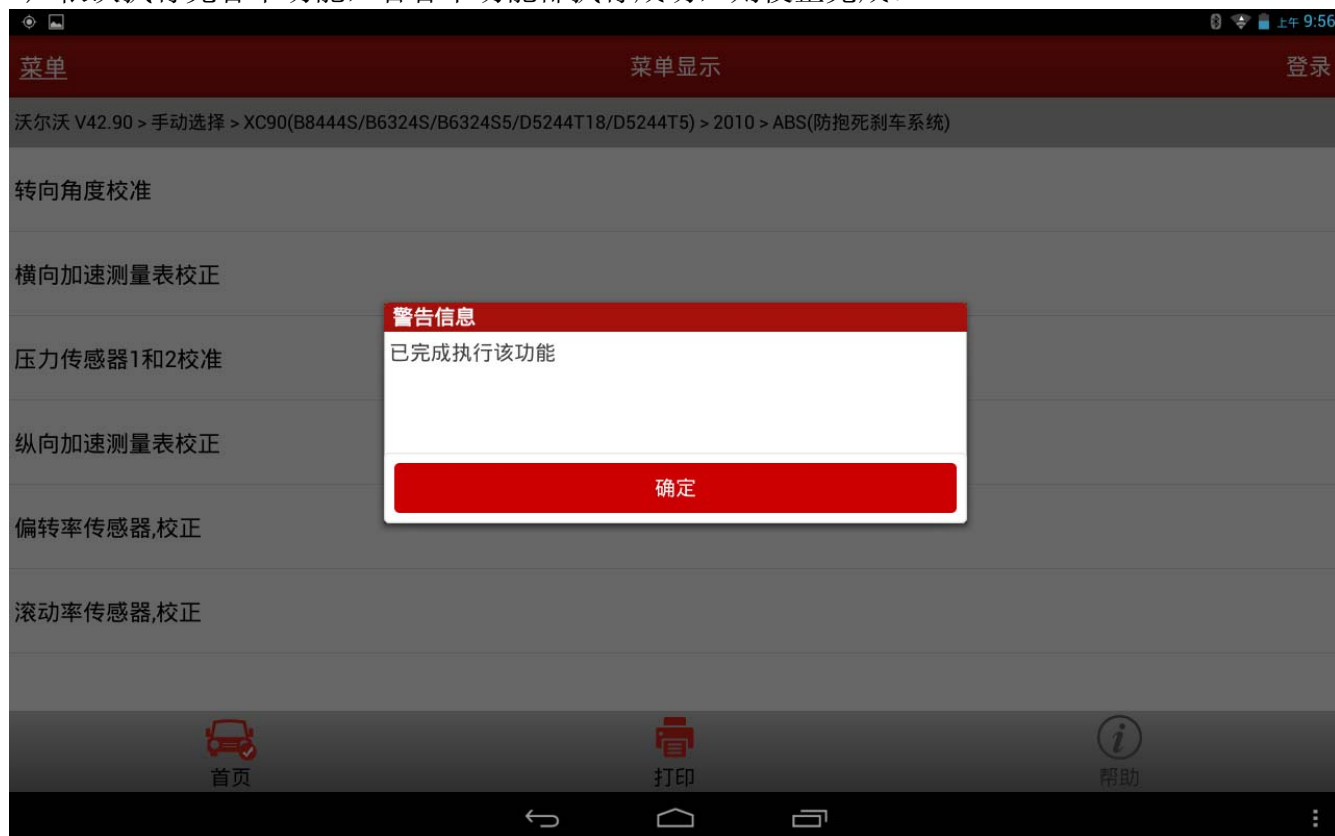 上午 9:56
菜单 菜单显示 登录
沃尔沃 V42.90 > 手动选择 > XC90(B8444S/B6324S/B6324S5/D5244T18/D5244T5) > 2010 > ABS(防抱死刹车系统)
转向角度校准
横向加速测量表校正
压力传感器1和2校准
纵向加速测量表校正
偏转率传感器,校正
滚动率传感器,校正
警告信息
已完成执行该功能
确定
首页 打印 帮助